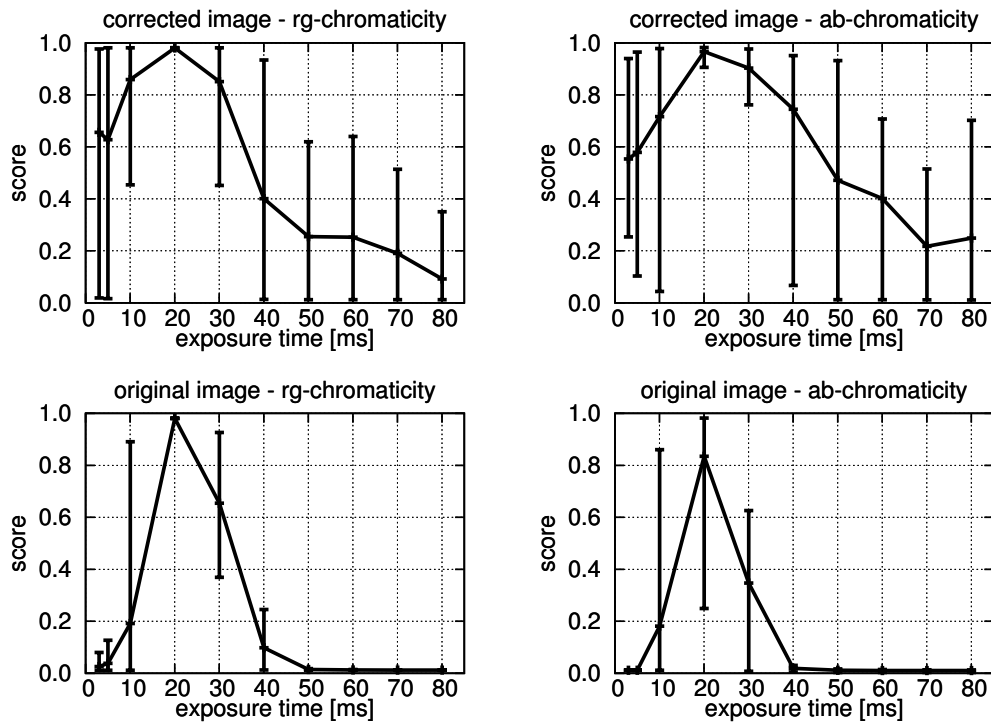 corrected image - rg-chromaticity
1.0
0.8
0.6
0.4
0.2
0.0
score
0 10 20 30 40 50 60 70 80
exposure time [ms]
corrected image - ab-chromaticity
1.0
0.8
0.6
0.4
0.2
0.0
score
0 10 20 30 40 50 60 70 80
exposure time [ms]
original image - rg-chromaticity
1.0
0.8
0.6
0.4
0.2
0.0
score
0 10 20 30 40 50 60 70 80
exposure time [ms]
original image - ab-chromaticity
1.0
0.8
0.6
0.4
0.2
0.0
score
0 10 20 30 40 50 60 70 80
exposure time [ms]